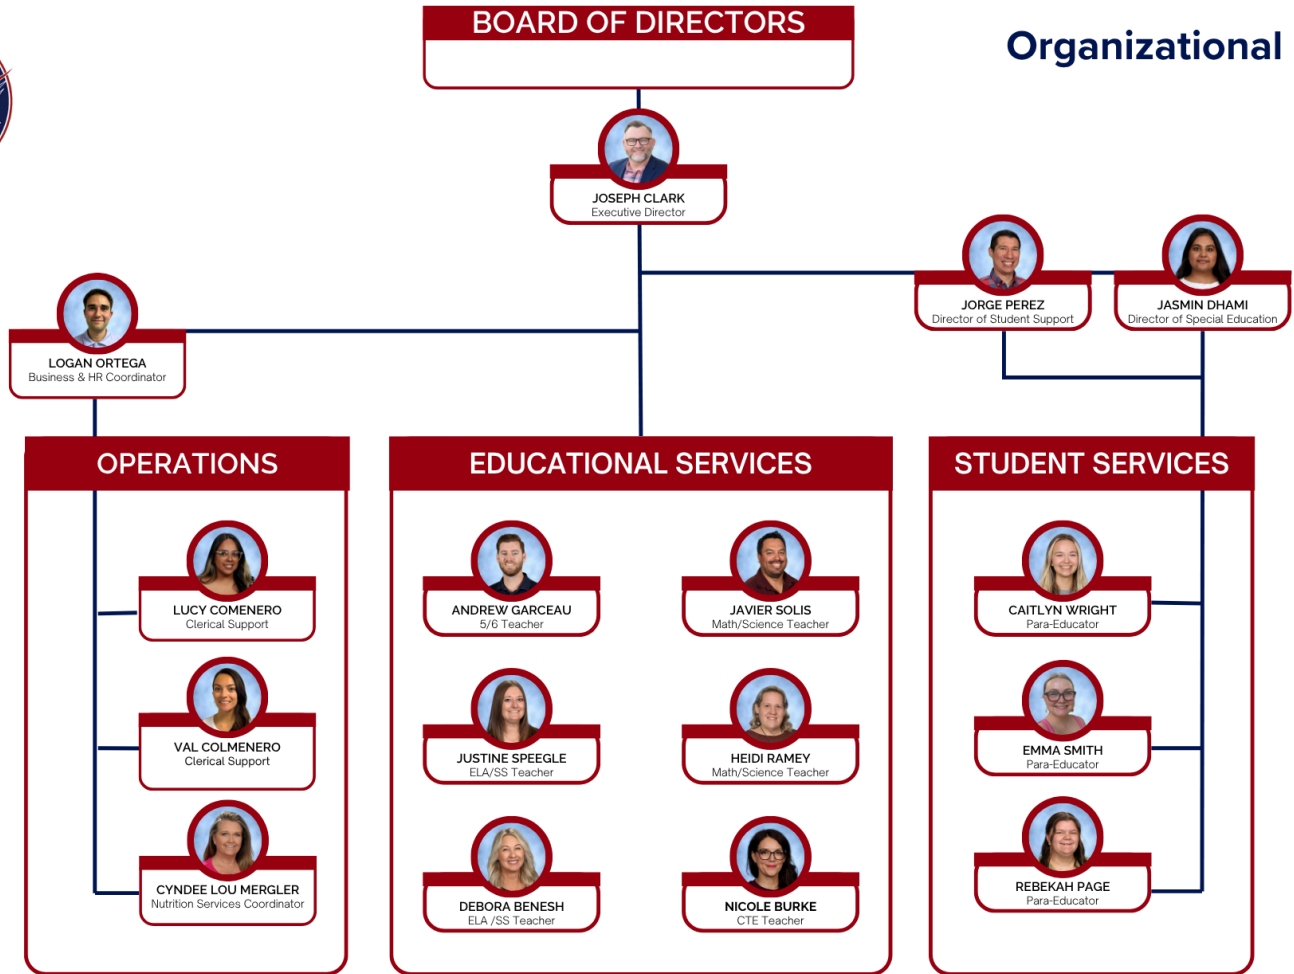 BOARD OF DIRECTORS
Organizational
JOSEPH CLARK
Executive Director
JORGE PEREZ
Director of Student Support
JASMIN DHAMI
Director of Special Education
LOGAN ORTEGA
Business & HR Coordinator
OPERATIONS
LUCY COMENERO
Clerical Support
VAL COLMENERO
Clerical Support
CYNDEE LOU MERGLER
Nutrition Services Coordinator
EDUCATIONAL SERVICES
ANDREW GARCEAU
5/6 Teacher
JAVIER SOLIS
Math/Science Teacher
JUSTINE SPEEGLE
ELA/SS Teacher
HEIDI RAMEY
Math/Science Teacher
DEBORA BENESH
ELA /SS Teacher
NICOLE BURKE
CTE Teacher
STUDENT SERVICES
CAITLYN WRIGHT
Para-Educator
EMMA SMITH
Para-Educator
REBEKAH PAGE
Para-Educator